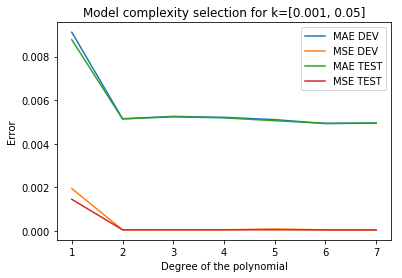 Model complexity selection for k=[0.001, 0.05]
MAE DEV
MSE DEV
MAE TEST
MSE TEST
Error
0.008
0.006
0.004
0.002
0.000
1 2 3 4 5 6 7
Degree of the polynomial